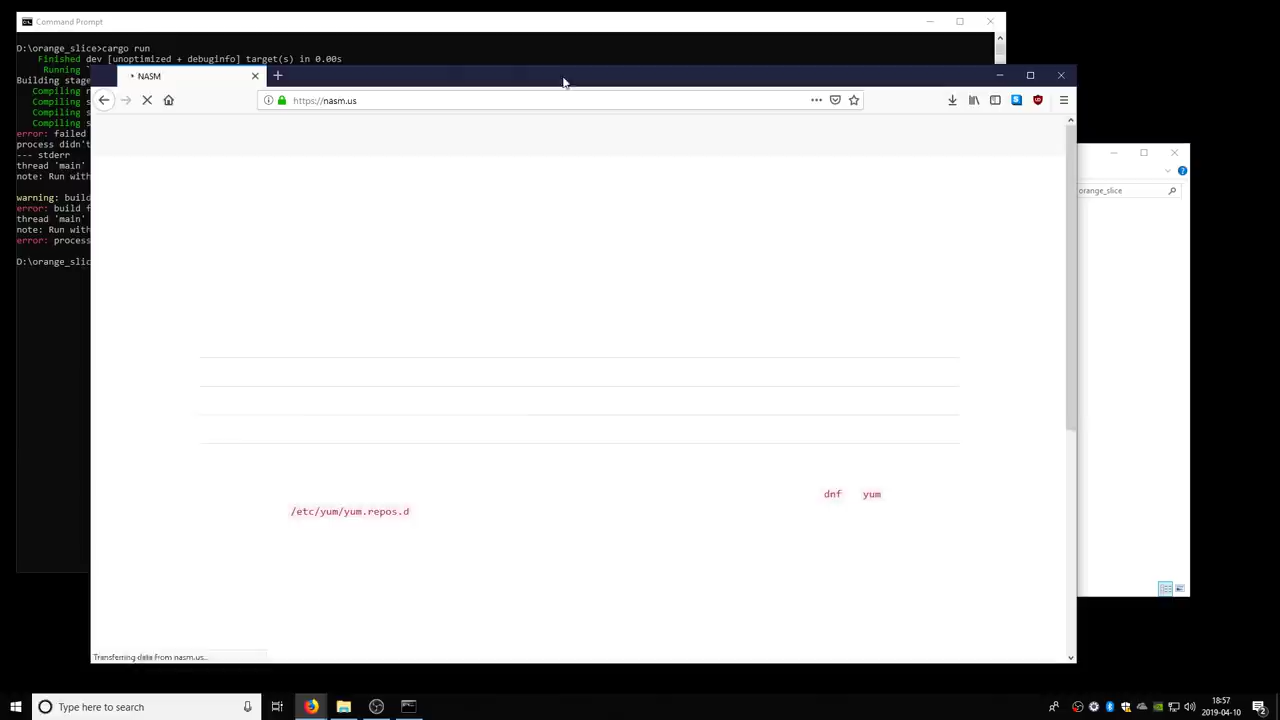 Command Prompt
D:\orange_slice>cargo run
Finished dev [unoptimized + debuginfo] target(s) in 0.00s
Running
Building stage
Compiling
Compiling
Compiling
Compiling
error: failed
process didn't
--- stderr
thread 'main'
note: Run with
warning: build
error: build
thread 'main'
note: Run with
error: process
D:\orange_slic
NASM
https://nasm.us
orange_slice
dnf yum
/etc/yum/yum.repos.d
Transferring data from nasm.us...
Type here to search
18:57
2019-04-10
2